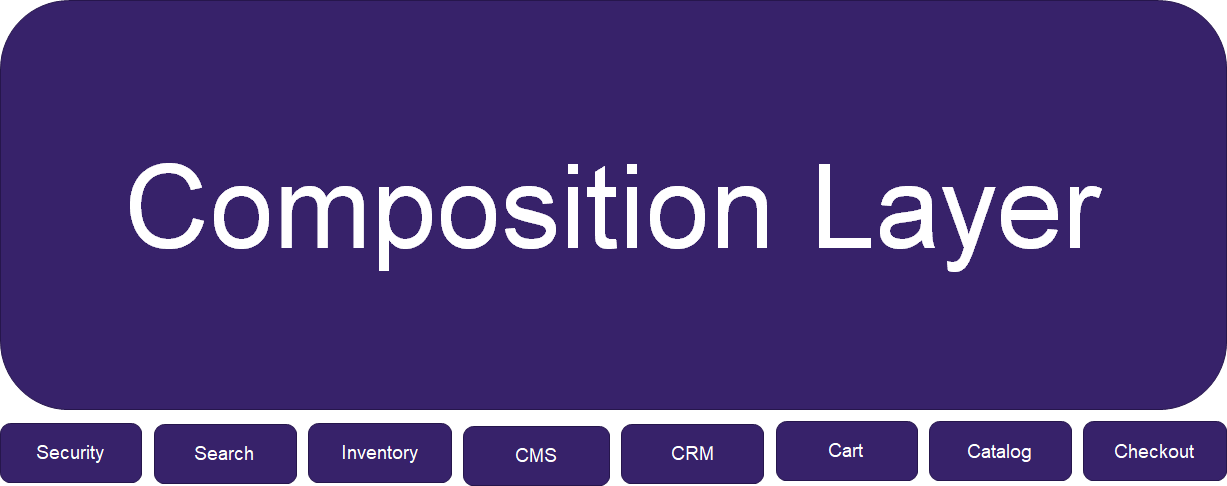 Composition Layer
Security
Search
Inventory
CMS
CRM
Cart
Catalog
Checkout